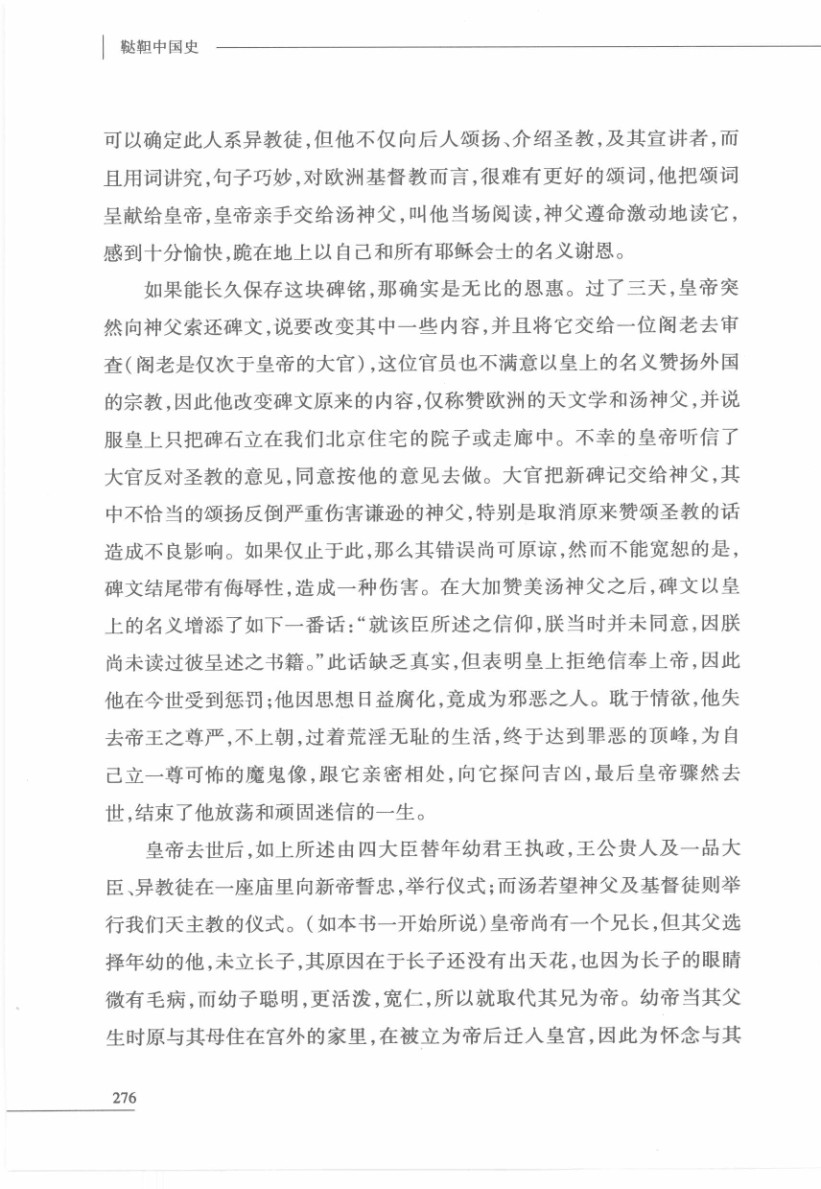 鞑靼中国史
可以确定此人系异教徒,但他不仅向后人颂扬、介绍圣教,及其宣讲者,而
且用词讲究,句子巧妙,对欧洲基督教而言,很难有更好的颂词,他把颂词
呈献给皇帝,皇帝亲手交给汤神父,叫他当场阅读,神父遵命激动地读它,
感到十分愉快,跪在地上以自己和所有耶稣会士的名义谢恩。
如果能长久保存这块碑铭,那确实是无比的恩惠。过了三天,皇帝突
然向神父索还碑文,说要改变其中一些内容,并且将它交给一位阁老去审
查(阁老是仅次于皇帝的大官),这位官员也不满意以皇上的名义赞扬外国
的宗教,因此他改变碑文原来的内容,仅称赞欧洲的天文学和汤神父,并说
服皇上只把碑石立在我们北京住宅的院子或走廊中。不幸的皇帝听信了
大官反对圣教的意见,同意按他的意见去做。大官把新碑记交给神父,其
中不恰当的颂扬反倒严重伤害谦逊的神父,特别是取消原来赞颂圣教的话
造成不良影响。如果仅止于此,那么其错误尚可原谅,然而不能宽恕的是,
碑文结尾带有侮辱性,造成一种伤害。在大加赞美汤神父之后,碑文以皇
上的名义增添了如下一番话:“就该臣所述之信仰,朕当时并未同意,因朕
尚未读过彼呈述之书籍。”此话缺乏真实,但表明皇上拒绝信奉上帝,因此
他在今世受到惩罚;他因思想日益腐化,竟成为邪恶之人。耽于情欲,他失
去帝王之尊严,不上朝,过着荒淫无耻的生活,终于达到罪恶的顶峰,为自
己立一尊可怖的魔鬼像,跟它亲密相处,向它探问吉凶,最后皇帝骤然去
世,结束了他放荡和顽固迷信的一生。
皇帝去世后,如上所述由四大臣替年幼君王执政,王公贵人及一品大
臣、异教徒在一座庙里向新帝誓忠,举行仪式;而汤若望神父及基督徒则举
行我们天主教的仪式。(如本书一开始所说)皇帝尚有一个兄长,但其父选
择年幼的他,未立长子,其原因在于长子还没有出天花,也因为长子的眼睛
微有毛病,而幼子聪明,更活泼,宽仁,所以就取代其兄为帝。幼帝当其父
生时原与其母住在宫外的家里,在被立为帝后迁人皇宫,因此为怀念与其
276